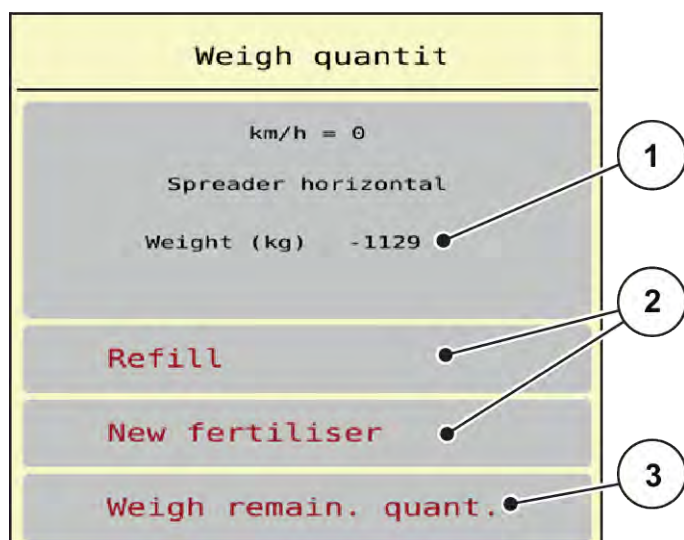 Weigh quantit
km/h = 0
Spreader horizontal
Weight (kg) -1129
1
2
Refill
New fertiliser
3
Weigh remain. quant.